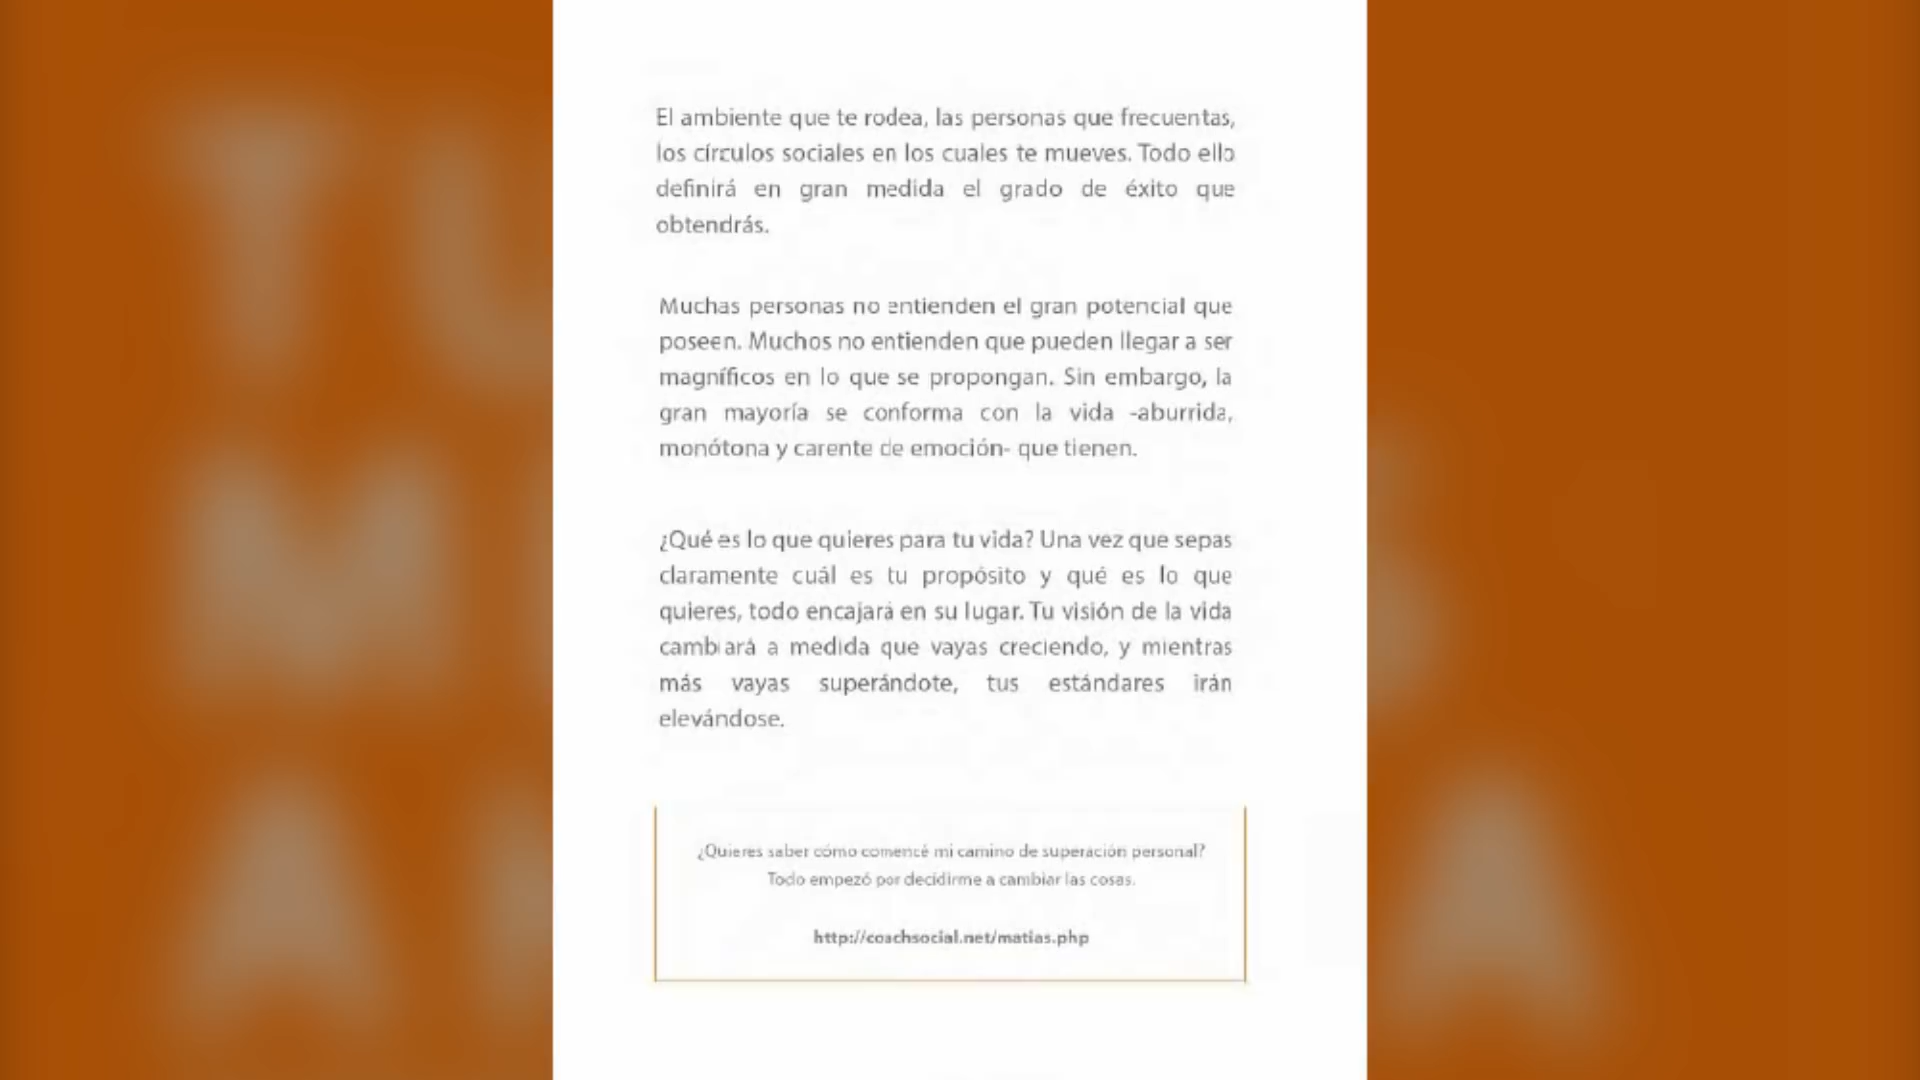 El ambiente que te rodea, las personas que frecuentas,
los círculos sociales en los cuales te mueves. Todo ello
definirá en gran medida el grado de éxito que
obtendrás.
Muchas personas no entienden el gran potencial que
poseen. Muchos no entienden que pueden llegar a ser
magníficos en lo que se propongan. Sin embargo, la
gran mayoría se conforma con la vida -aburrida,
monótona y carente de emoción- que tienen.
¿Qué es lo que quieres para tu vida? Una vez que sepas
claramente cuál es tu propósito y qué es lo que
quieres, todo encajará en su lugar. Tu visión de la vida
cambiará a medida que vayas creciendo, y mientras
más vayas superándote, tus estándares irán
elevándose.
¿Quieres saber cómo comencé mi camino de superación personal?
Todo empezó por decidirme a cambiar las cosas.
http://coachsocial.net/matias.php